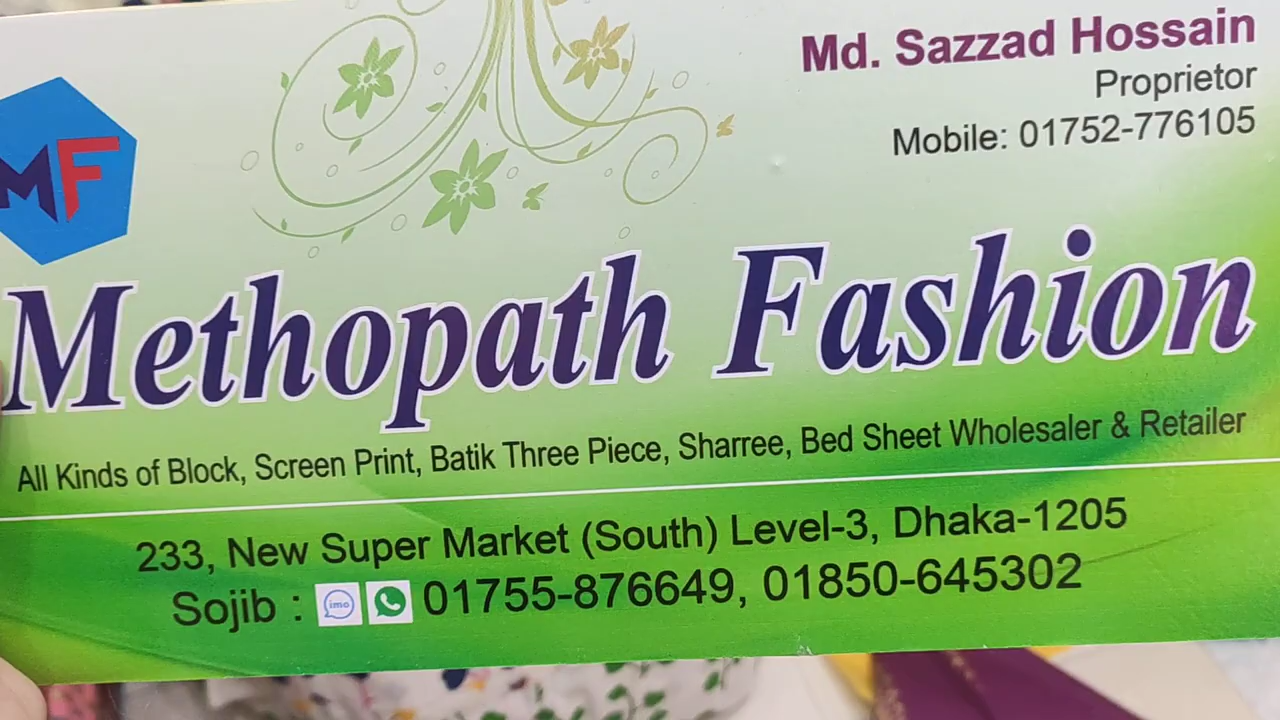 Md. Sazzad Hossain
Proprietor
Mobile: 01752-776105
MF
Methopath Fashion
All Kinds of Block, Screen Print, Batik Three Piece, Sharree, Bed Sheet Wholesaler & Retailer
233, New Super Market (South) Level-3, Dhaka-1205
Sojib : imo 01755-876649, 01850-645302